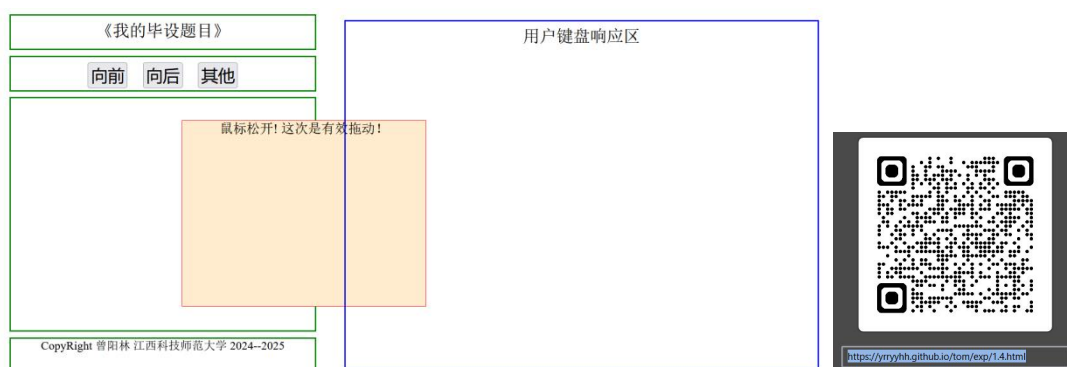 《我的毕设题目》
向前 向后 其他
鼠标松开! 这次是有效拖动!
CopyRight 曾阳林 江西科技师范大学 2024--2025
用户键盘响应区
https://yrryyhh.github.io/tom/exp/1.4.html